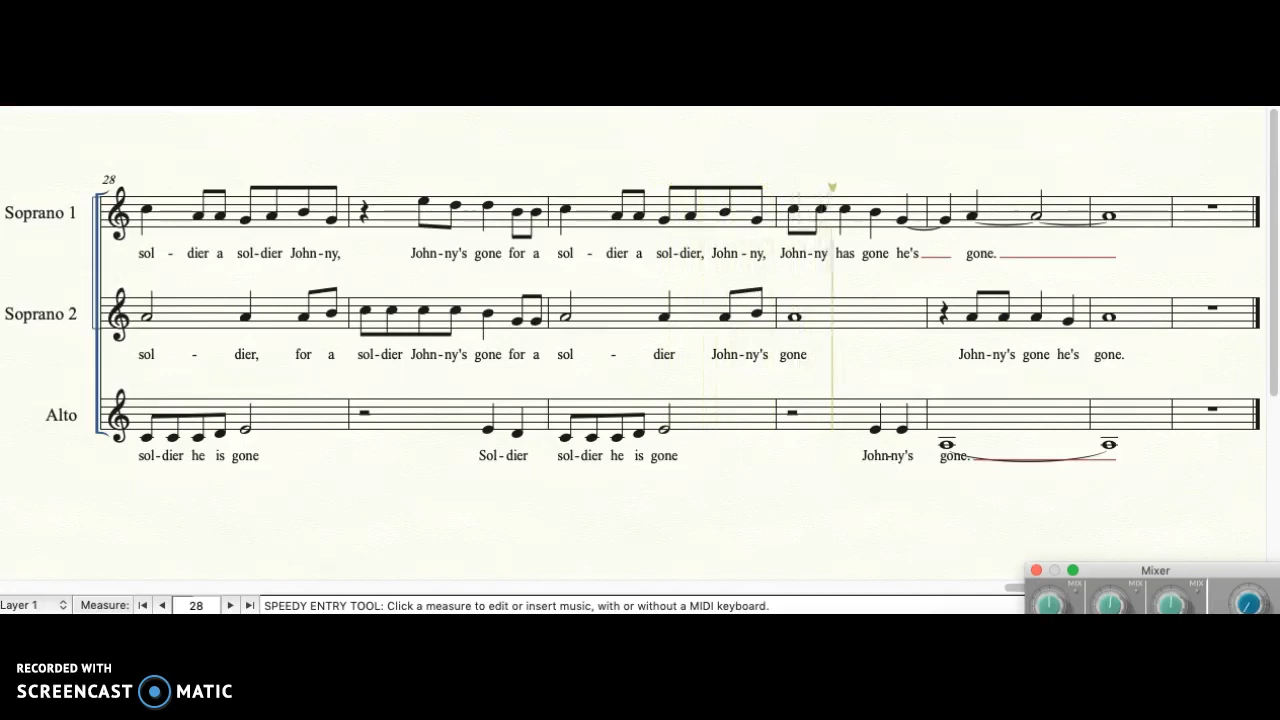 28
Soprano 1
sol - dier a sol-dier John-ny, John-ny's gone for a sol - dier a sol-dier, John-ny, John-ny has gone he's gone.
Soprano 2
sol - dier, for a sol-dier John-ny's gone for a sol - dier John-ny's gone John-ny's gone he's gone.
Alto
sol-dier he is gone Sol-dier sol-dier he is gone John-ny's gone.
Mixer
MIX MIX MIX
Layer 1 Measure: 28 SPEEDY ENTRY TOOL: Click a measure to edit or insert music, with or without a MIDI keyboard.
RECORDED WITH
SCREENCAST MATIC